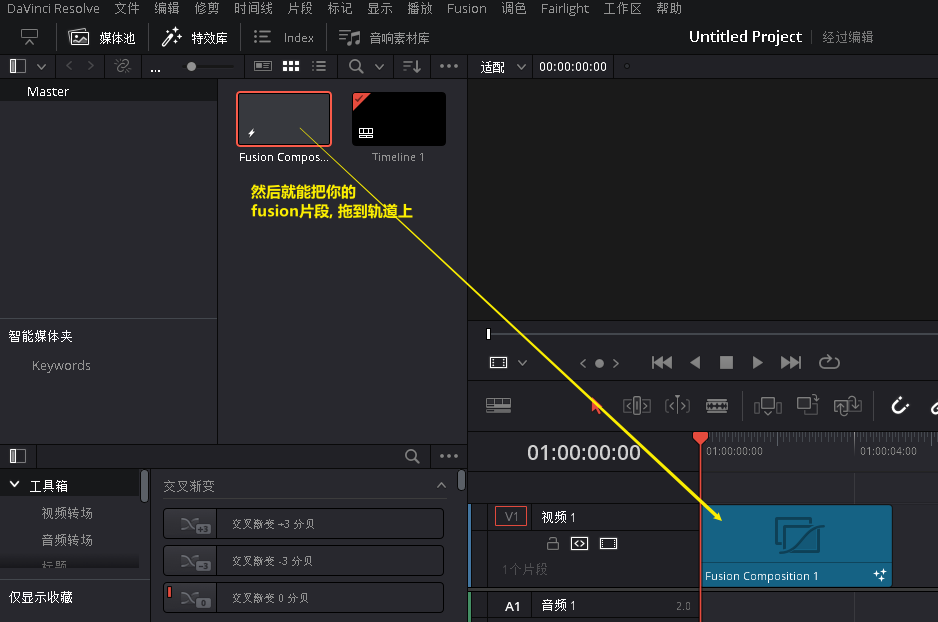 DaVinci Resolve 文件 编辑 修剪 时间线 片段 标记 显示 播放 Fusion 调色 Fairlight 工作区 帮助
媒体池 特效库 Index 音响素材库 Untitled Project 经过编辑
... 适配 00:00:00:00
Master
Fusion Compos... Timeline 1
然后就能把你的
fusion片段, 拖到轨道上
智能媒体夹
Keywords
01:00:00:00
01:00:00:00 01:00:04:00
工具箱 交叉渐变
视频转场
音频转场
标题
仅显示收藏
+3 交叉渐变 +3 分贝
-3 交叉渐变 -3 分贝
0 交叉渐变 0 分贝
V1 视频 1
1个片段
Fusion Composition 1
A1 音频 1 2.0